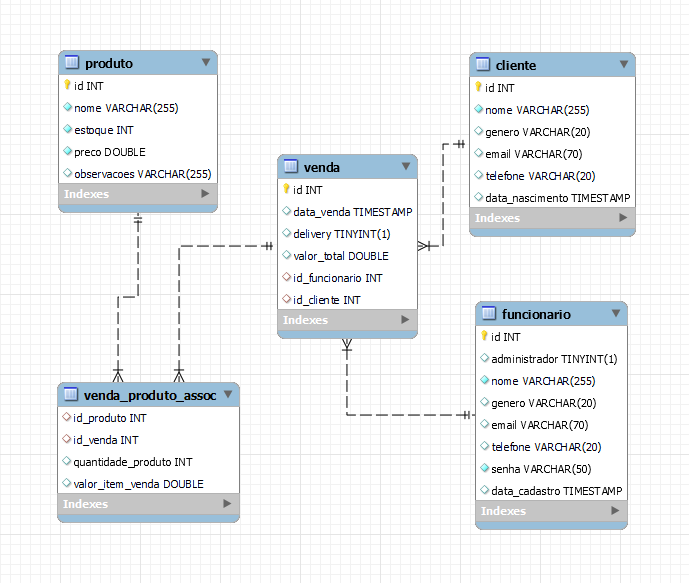 produto
id INT
nome VARCHAR(255)
estoque INT
preco DOUBLE
observacoes VARCHAR(255)
Indexes
cliente
id INT
nome VARCHAR(255)
genero VARCHAR(20)
email VARCHAR(70)
telefone VARCHAR(20)
data_nascimento TIMESTAMP
Indexes
venda
id INT
data_venda TIMESTAMP
delivery TINYINT(1)
valor_total DOUBLE
id_funcionario INT
id_cliente INT
Indexes
funcionario
id INT
administrador TINYINT(1)
nome VARCHAR(255)
genero VARCHAR(20)
email VARCHAR(70)
telefone VARCHAR(20)
senha VARCHAR(50)
data_cadastro TIMESTAMP
Indexes
venda_produto_assoc
id_produto INT
id_venda INT
quantidade_produto INT
valor_item_venda DOUBLE
Indexes